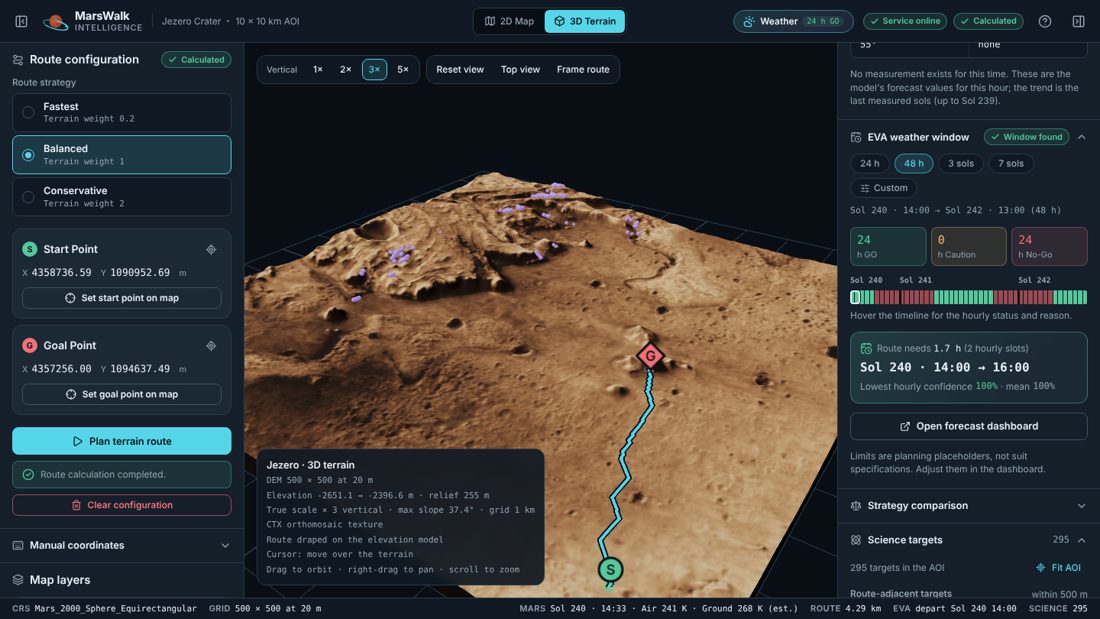 MarsWalk
INTELLIGENCE
Jezero Crater • 10 × 10 km AOI
2D Map
3D Terrain
Weather 24 h GO
Service online
Calculated
Route configuration
Calculated
Route strategy
Fastest
Terrain weight 0.2
Balanced
Terrain weight 1
Conservative
Terrain weight 2
S Start Point
X 4358736.59 Y 1090952.69 m
Set start point on map
G Goal Point
X 4357256.00 Y 1094637.49 m
Set goal point on map
Plan terrain route
Route calculation completed.
Clear configuration
Manual coordinates
Map layers
Vertical 1× 2× 3× 5×
Reset view Top view Frame route
G
S
Jezero · 3D terrain
DEM 500 × 500 at 20 m
Elevation -2651.1 → -2396.6 m · relief 255 m
True scale × 3 vertical · max slope 37.4° · grid 1 km
CTX orthomosaic texture
Route draped on the elevation model
Cursor: move over the terrain
Drag to orbit · right-drag to pan · scroll to zoom
55° none
No measurement exists for this time. These are the
model's forecast values for this hour; the trend is the
last measured sols (up to Sol 239).
EVA weather window
Window found
24 h 48 h 3 sols 7 sols
Custom
Sol 240 · 14:00 → Sol 242 · 13:00 (48 h)
24
h GO
0
h Caution
24
h No-Go
Sol 240 Sol 241 Sol 242
Hover the timeline for the hourly status and reason.
Route needs 1.7 h (2 hourly slots)
Sol 240 · 14:00 → 16:00
Lowest hourly confidence 100% · mean 100%
Open forecast dashboard
Limits are planning placeholders, not suit
specifications. Adjust them in the dashboard.
Strategy comparison
Science targets 295
295 targets in the AOI
Fit AOI
Route-adjacent targets within 500 m
CRS Mars_2000_Sphere_Equirectangular GRID 500 × 500 at 20 m
MARS Sol 240 · 14:33 · Air 241 K · Ground 268 K (est.) ROUTE 4.29 km EVA depart Sol 240 14:00 SCIENCE 295